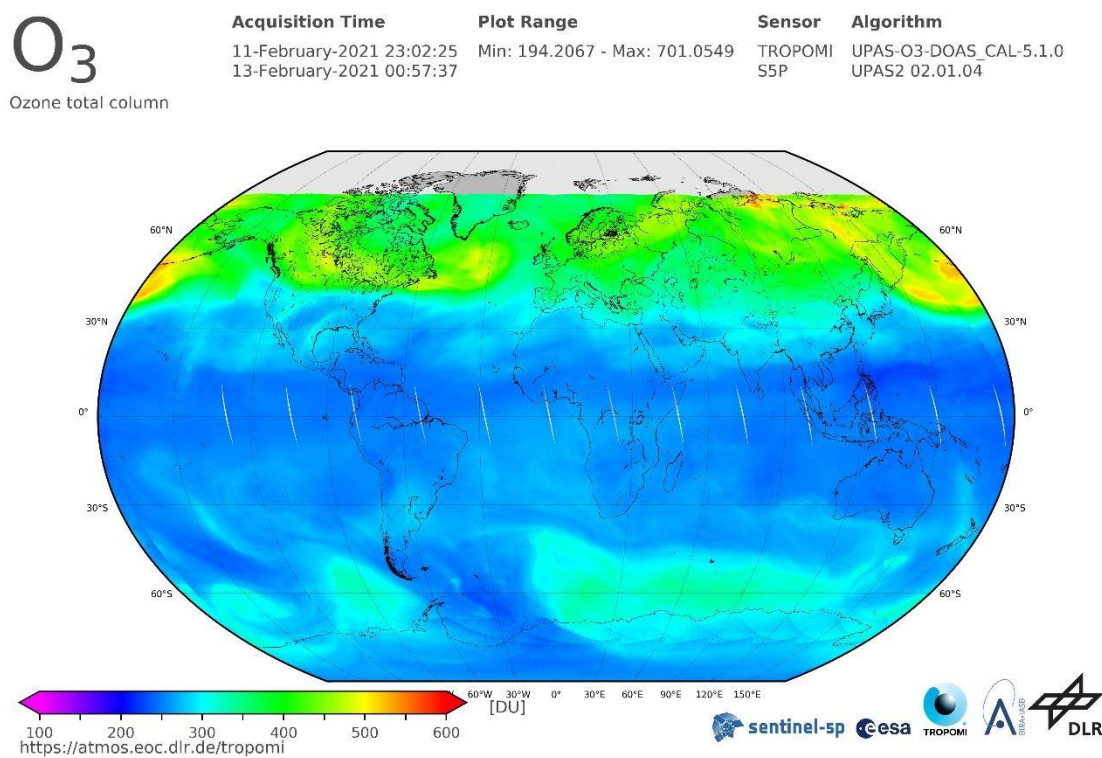 O3
Ozone total column
Acquisition Time
11-February-2021 23:02:25
13-February-2021 00:57:37
Plot Range
Min: 194.2067 - Max: 701.0549
Sensor
TROPOMI
S5P
Algorithm
UPAS-O3-DOAS_CAL-5.1.0
UPAS2 02.01.04
60°N 60°N
30°N 30°N
0° 0°
30°S 30°S
60°S 60°S
60°W 30°W 0° 30°E 60°E 90°E 120°E 150°E
[DU]
100 200 300 400 500 600
https://atmos.eoc.dlr.de/tropomi
sentinel-5p
esa
TROPOMI
BIRA-IASB
DLR